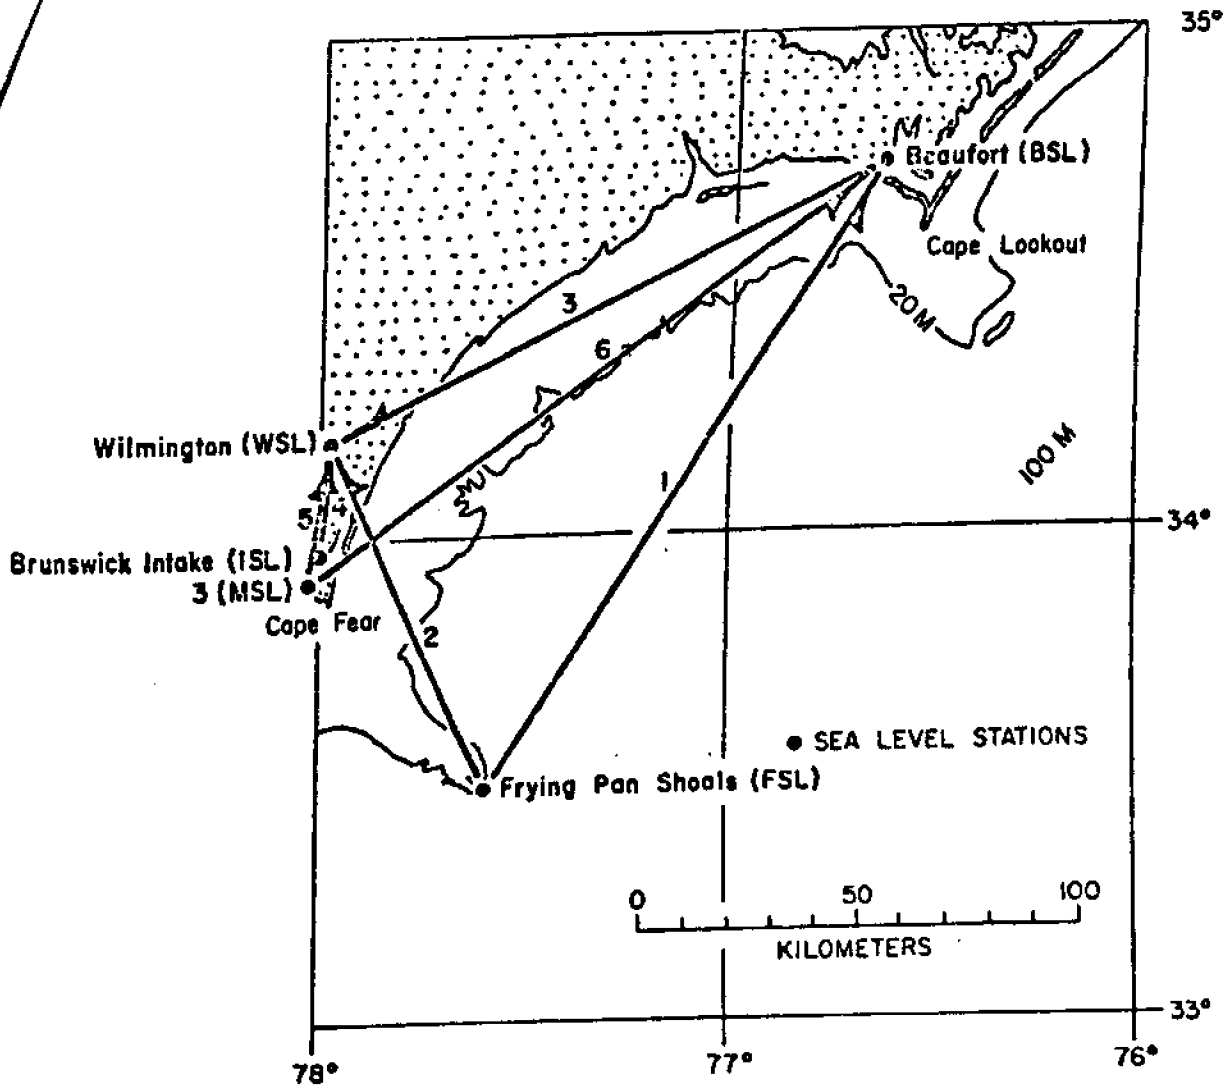 35°
M
Beaufort (BSL)
Cape Lookout
20 M
3
6
Wilmington (WSL)
100 M
1
5
4
34°
Brunswick Intake (ISL)
3 (MSL)
Cape Fear
2
SEA LEVEL STATIONS
Frying Pan Shoals (FSL)
0 50 100
KILOMETERS
33°
78° 77° 76°